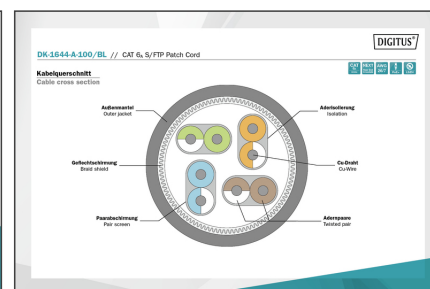 DIGITUS®
DK-1644-A-100/BL // CAT 6A S/FTP Patch Cord
Kabelquerschnitt
Cable cross section
Außenmantel
Outer jacket
Aderisolierung
Isolation
Geflechtschirmung
Braid shield
Cu-Draht
Cu-Wire
Paarabschirmung
Pair screen
Adernpaare
Twisted pair